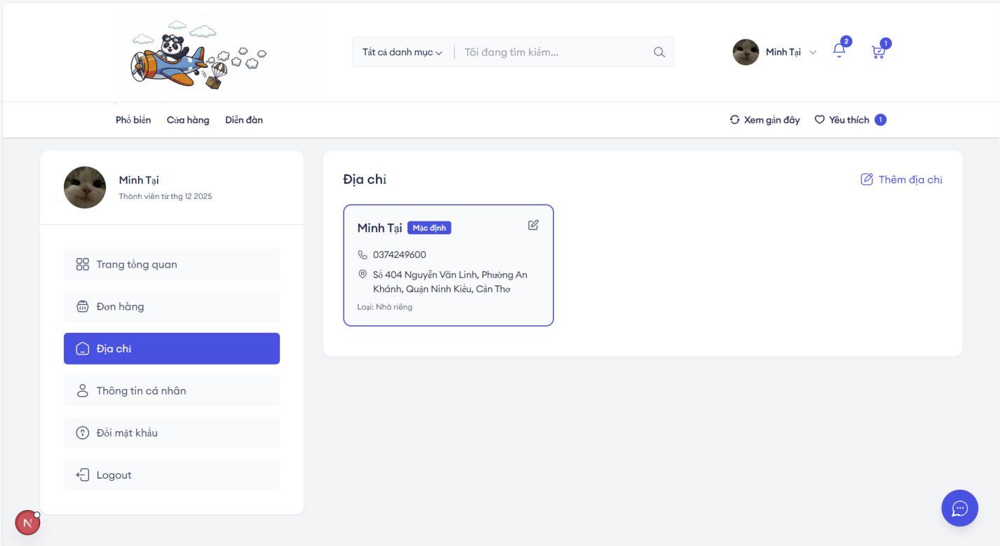 Tất cả danh mục
Tôi đang tìm kiếm...
Minh Tại
2
1
Phổ biến
Cửa hàng
Diễn đàn
Xem gần đây
Yêu thích
1
Minh Tại
Thành viên từ thg 12 2025
Trang tổng quan
Đơn hàng
Địa chỉ
Thông tin cá nhân
Đổi mật khẩu
Logout
N
Địa chỉ
Thêm địa chỉ
Minh Tại
Mặc định
0374249600
Số 404 Nguyễn Văn Linh, Phường An
Khánh, Quận Ninh Kiều, Cần Thơ
Loại: Nhà riêng